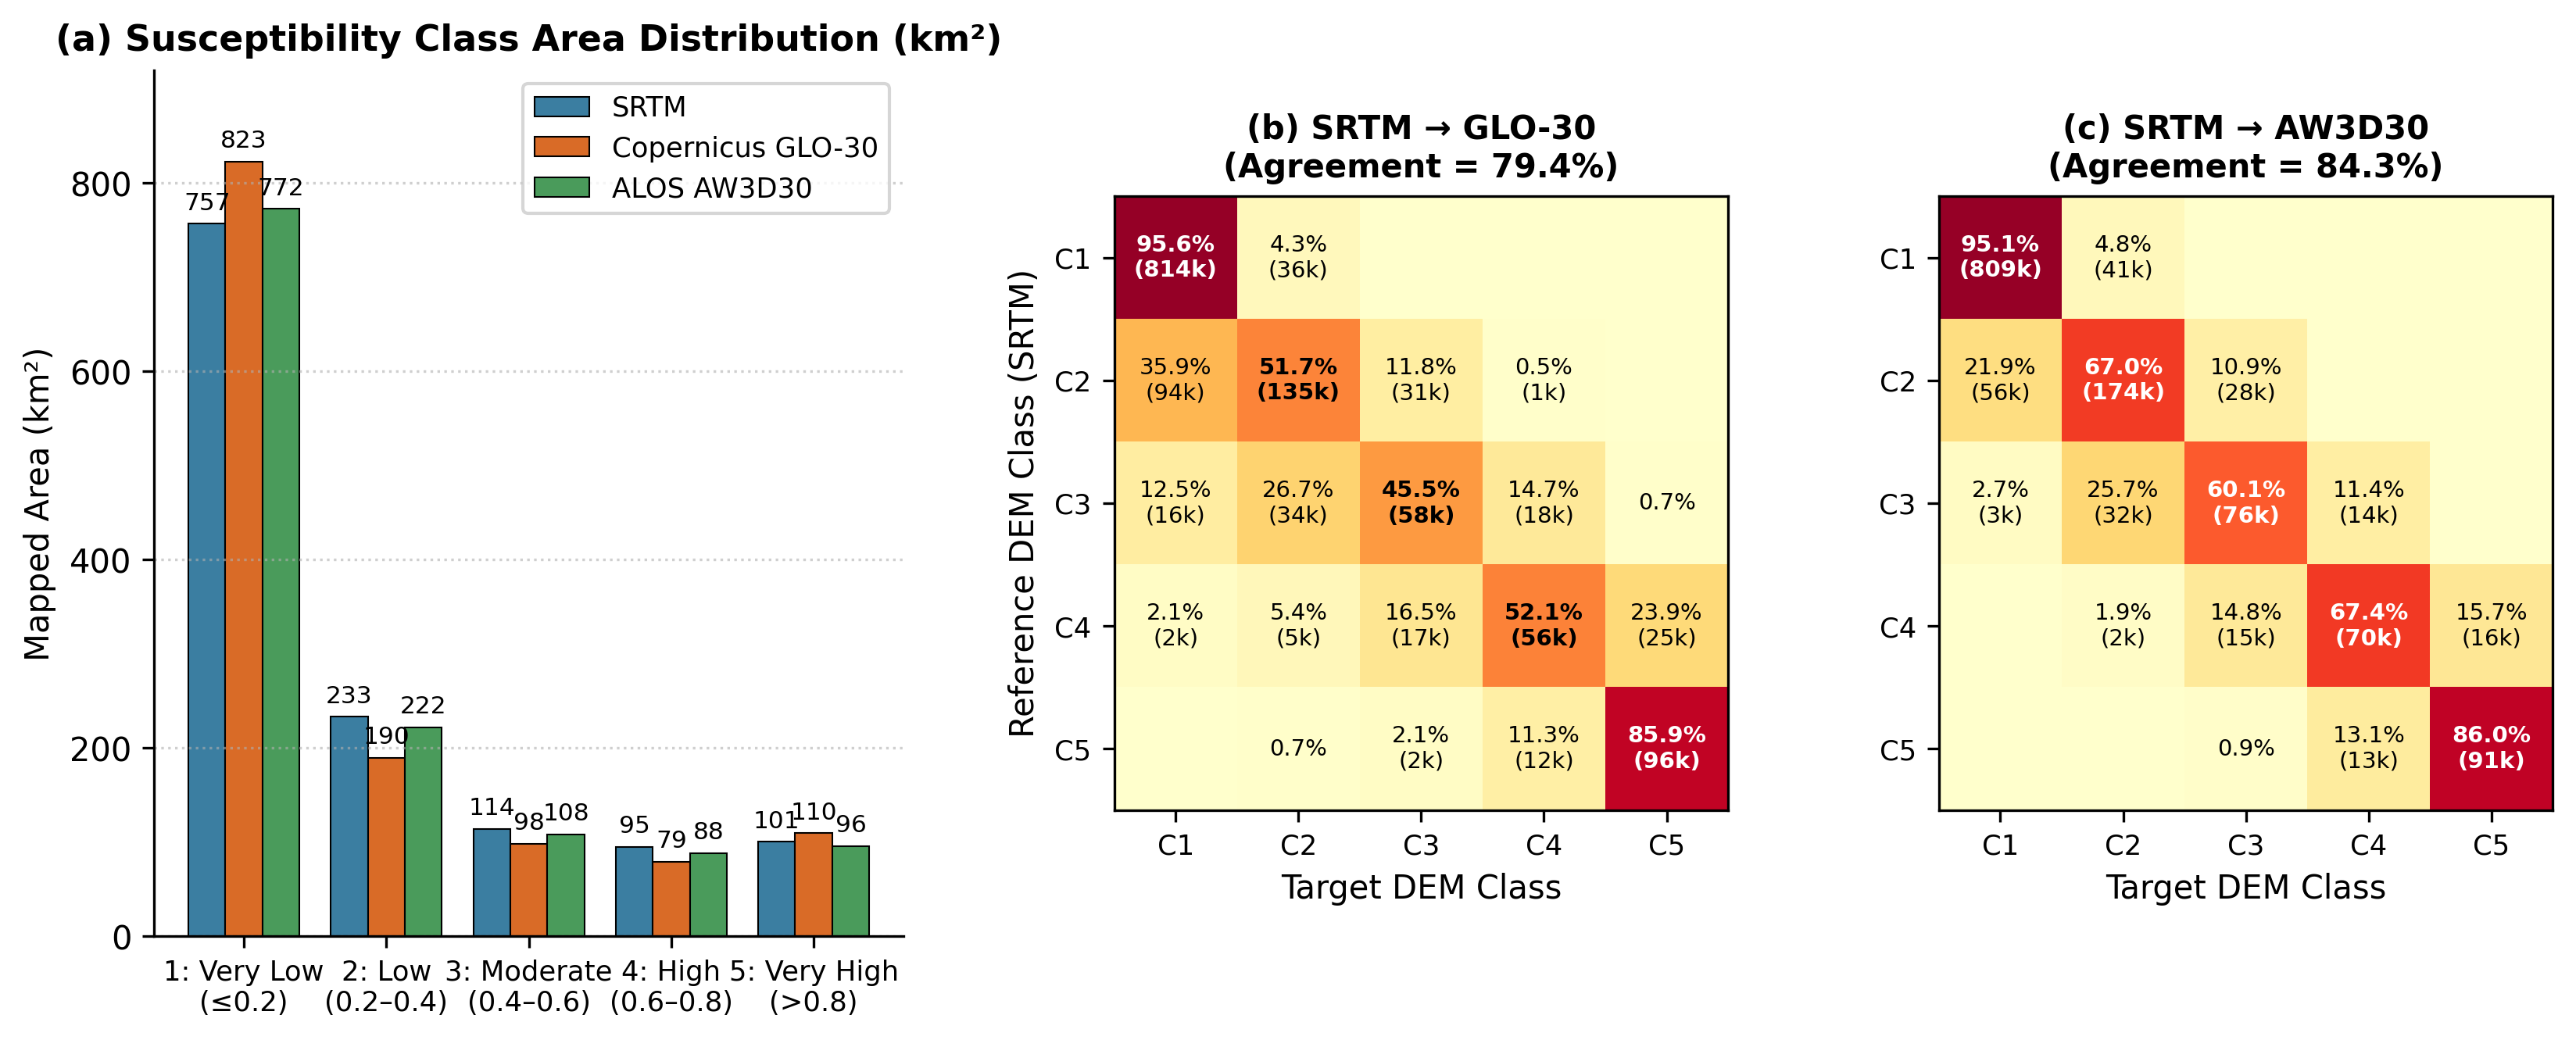 (a) Susceptibility Class Area Distribution (km²)
SRTM
Copernicus GLO-30
ALOS AW3D30
Mapped Area (km²)
800
600
400
200
0
757
823
772
233
190
222
114
98
108
95
79
88
101
110
96
1: Very Low
(≤0.2)
2: Low
(0.2–0.4)
3: Moderate
(0.4–0.6)
4: High
(0.6–0.8)
5: Very High
(>0.8)
(b) SRTM → GLO-30
(Agreement = 79.4%)
Reference DEM Class (SRTM)
C1
95.6%
(814k)
4.3%
(36k)
C2
35.9%
(94k)
51.7%
(135k)
11.8%
(31k)
0.5%
(1k)
C3
12.5%
(16k)
26.7%
(34k)
45.5%
(58k)
14.7%
(18k)
0.7%
C4
2.1%
(2k)
5.4%
(5k)
16.5%
(17k)
52.1%
(56k)
23.9%
(25k)
C5
0.7%
2.1%
(2k)
11.3%
(12k)
85.9%
(96k)
C1 C2 C3 C4 C5
Target DEM Class
(c) SRTM → AW3D30
(Agreement = 84.3%)
C1
95.1%
(809k)
4.8%
(41k)
C2
21.9%
(56k)
67.0%
(174k)
10.9%
(28k)
C3
2.7%
(3k)
25.7%
(32k)
60.1%
(76k)
11.4%
(14k)
C4
1.9%
(2k)
14.8%
(15k)
67.4%
(70k)
15.7%
(16k)
C5
0.9%
13.1%
(13k)
86.0%
(91k)
C1 C2 C3 C4 C5
Target DEM Class